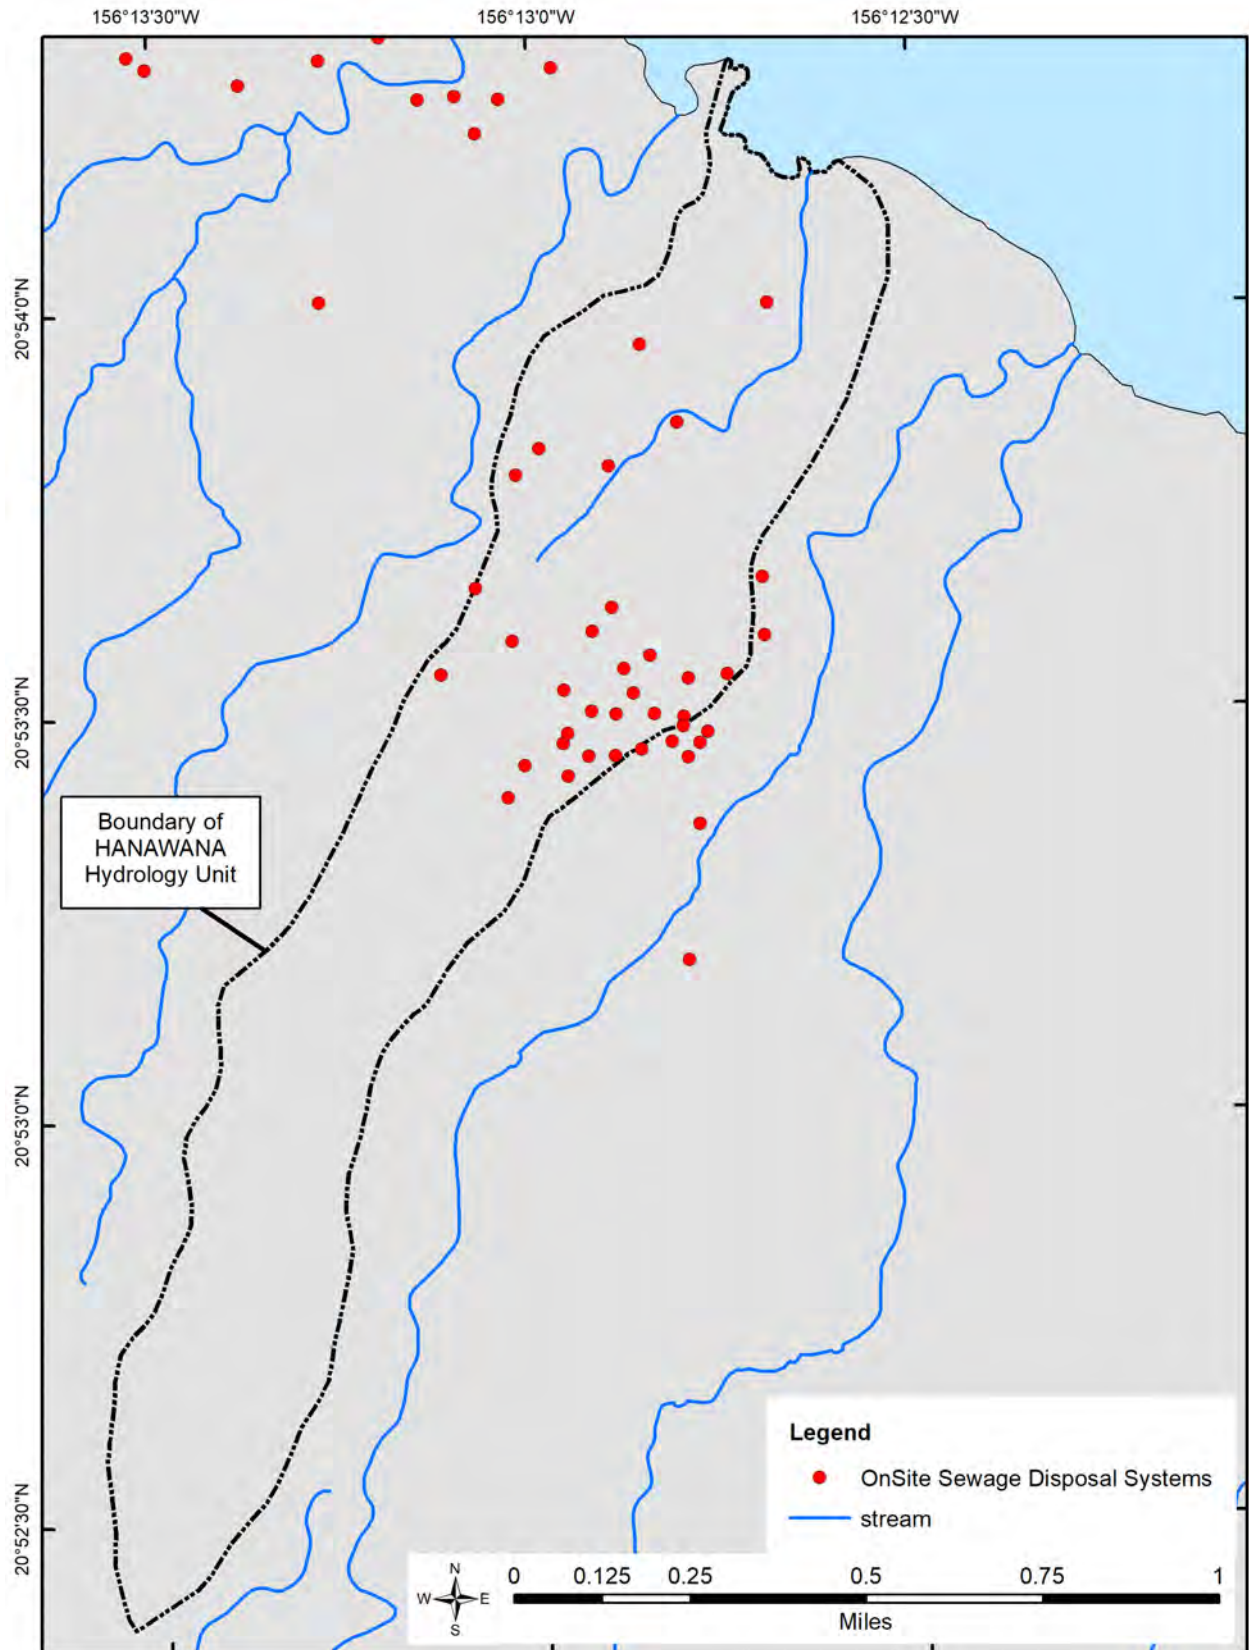 156°13'30"W 156°13'0"W 156°12'30"W
20°54'0"N
20°53'30"N
Boundary of
HANAWANA
Hydrology Unit
20°53'0"N
20°52'30"N
Legend
OnSite Sewage Disposal Systems
stream
N
W E
S
0 0.125 0.25 0.5 0.75 1
Miles